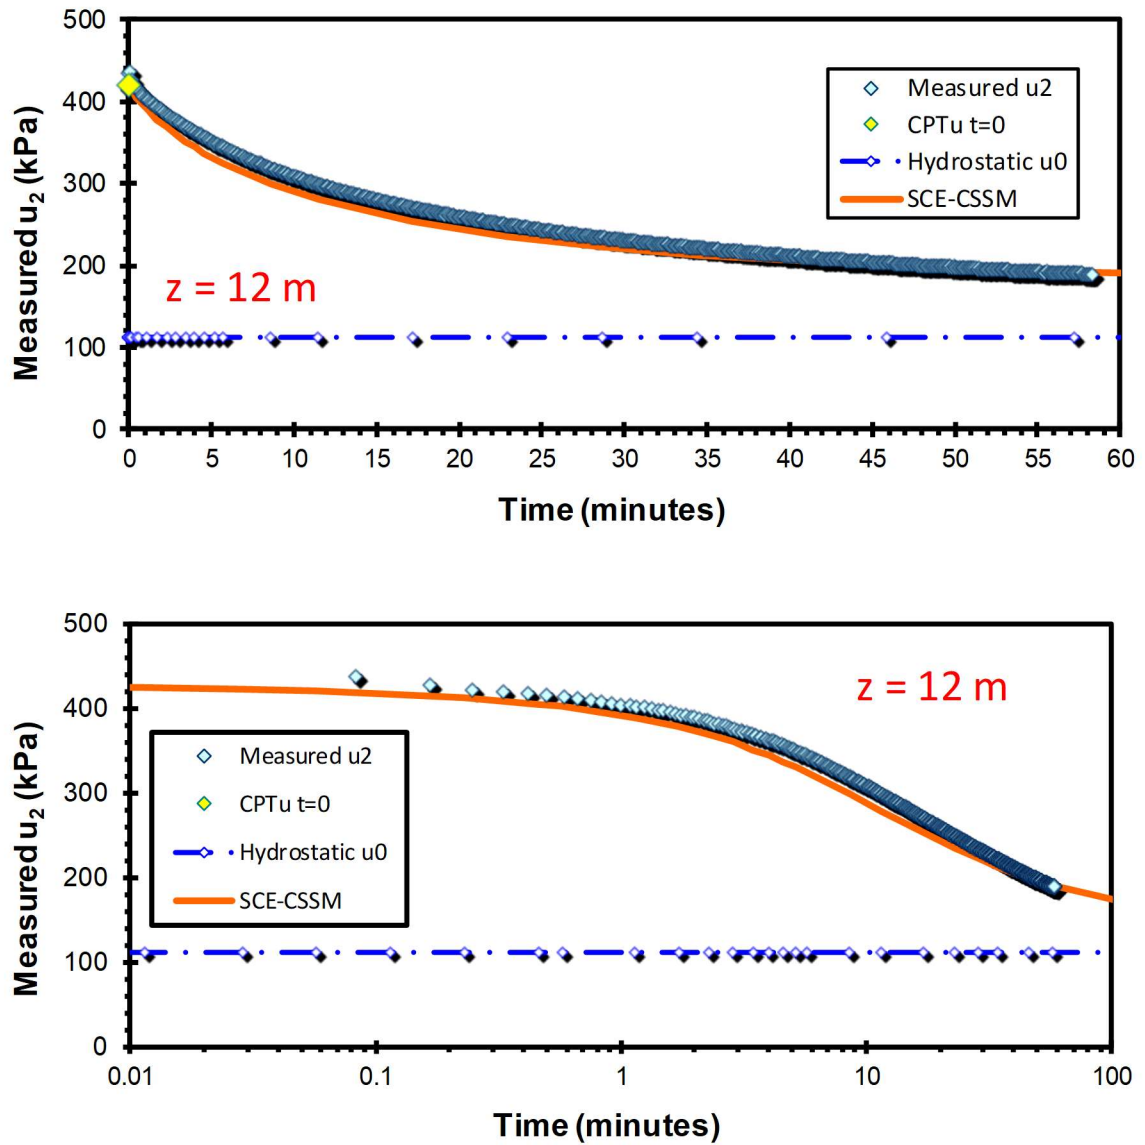 500
400
300
200
100
0
Measured u2 (kPa)
Measured u2
CPTu t=0
Hydrostatic u0
SCE-CSSM
z = 12 m
0 5 10 15 20 25 30 35 40 45 50 55 60
Time (minutes)
500
400
300
200
100
0
Measured u2 (kPa)
z = 12 m
Measured u2
CPTu t=0
Hydrostatic u0
SCE-CSSM
0.01 0.1 1 10 100
Time (minutes)